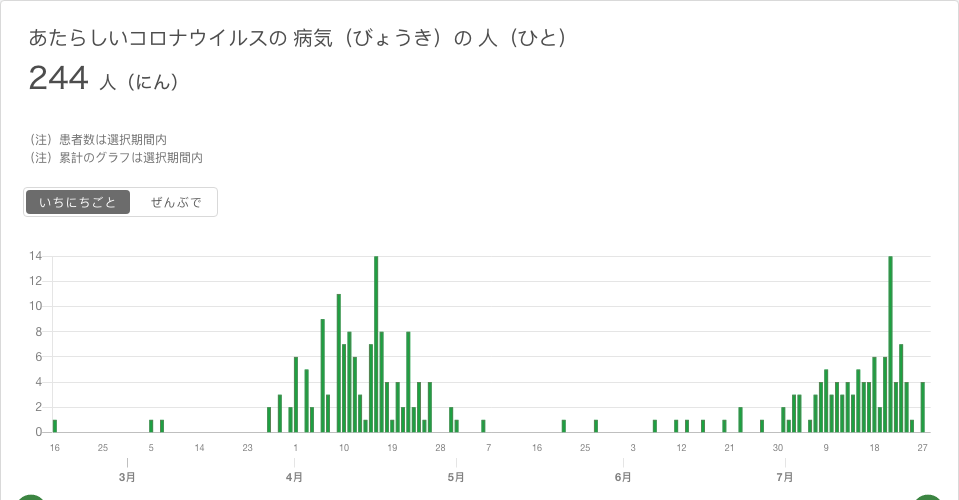 あたらしいコロナウイルスの 病気（びょうき）の 人（ひと）
244 人（にん）
（注）患者数は選択期間内
（注）累計のグラフは選択期間内
いちにちごと ぜんぶで
14
12
10
8
6
4
2
0
16 25 5 14 1 10 19 28 7 16 25 3 12 21 30 9 18 27
3月 4月 5月 6月 7月